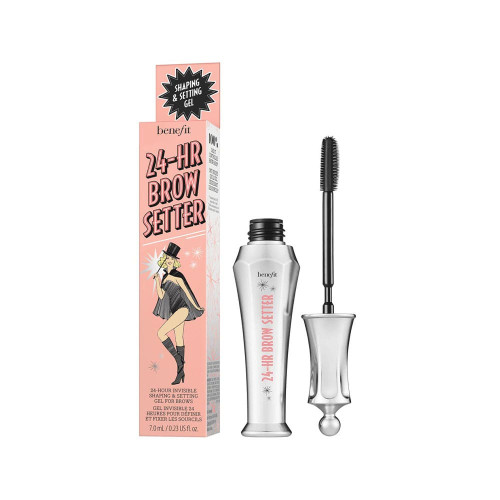 SHAPING
& SETTING
GEL
benefit
24-HR
BROW
SETTER
100%
24-HOUR INVISIBLE
SHAPING & SETTING
GEL FOR BROWS
GEL INVISIBLE 24
HEURES POUR DÉFINIR
ET FIXER LES SOURCILS
7.0 mL / 0.23 US fl. oz.
benefit
24-HR BROW SETTER